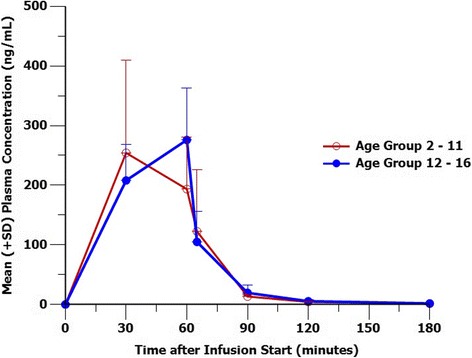 500
400
300
200
100
0
0 30 60 90 120 150 180
Mean (+SD) Plasma Concentration (ng/mL)
Time after Infusion Start (minutes)
Age Group 2 - 11
Age Group 12 - 16